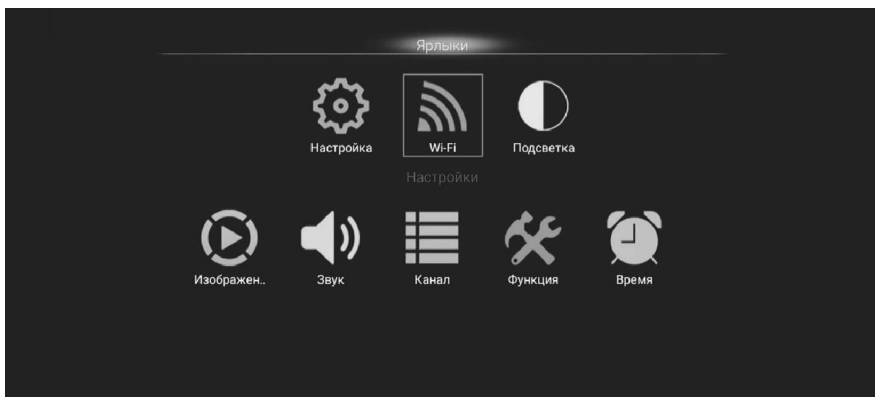 Ярлыки
Настройка Wi-Fi Подсветка
Настройки
Изображен.. Звук Канал Функция Время